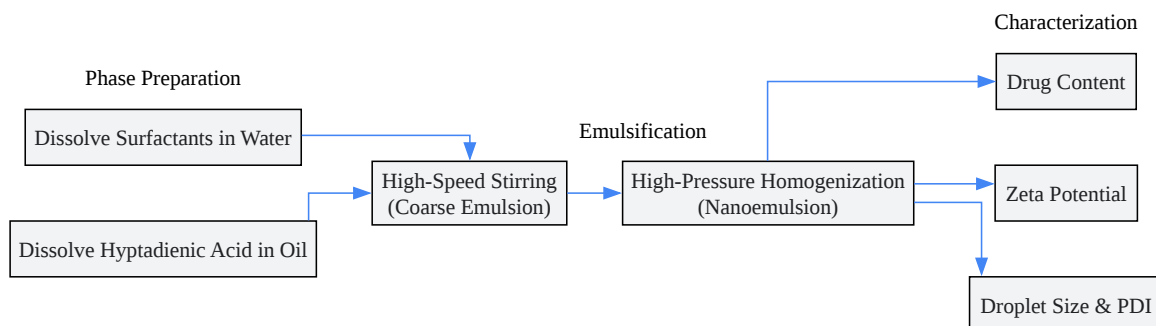 Characterization
Drug Content
Phase Preparation
Dissolve Surfactants in Water
Emulsification
High-Speed Stirring
(Coarse Emulsion)
High-Pressure Homogenization
(Nanoemulsion)
Zeta Potential
Dissolve Hyptadienic Acid in Oil
Droplet Size & PDI